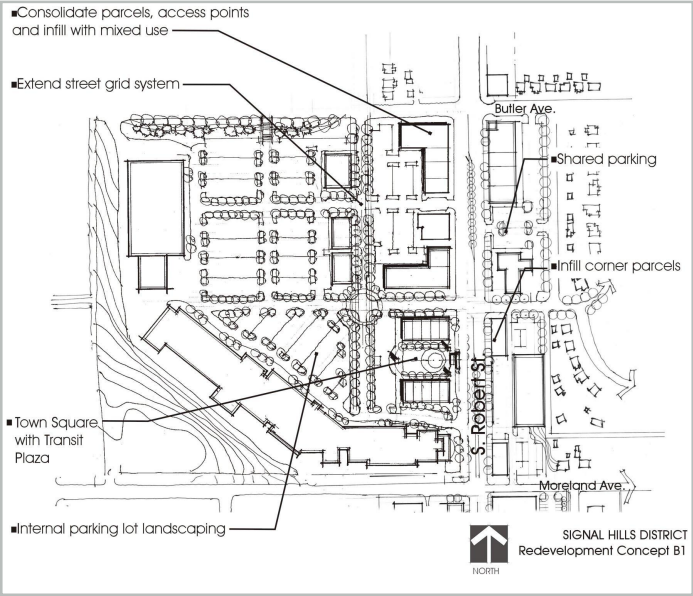 ▪Consolidate parcels, access points
and infill with mixed use
▪Extend street grid system
Butler Ave.
▪Shared parking
▪Infill corner parcels
S. Robert St.
▪Town Square
with Transit
Plaza
Moreland Ave.
▪Internal parking lot landscaping
NORTH
SIGNAL HILLS DISTRICT
Redevelopment Concept B1